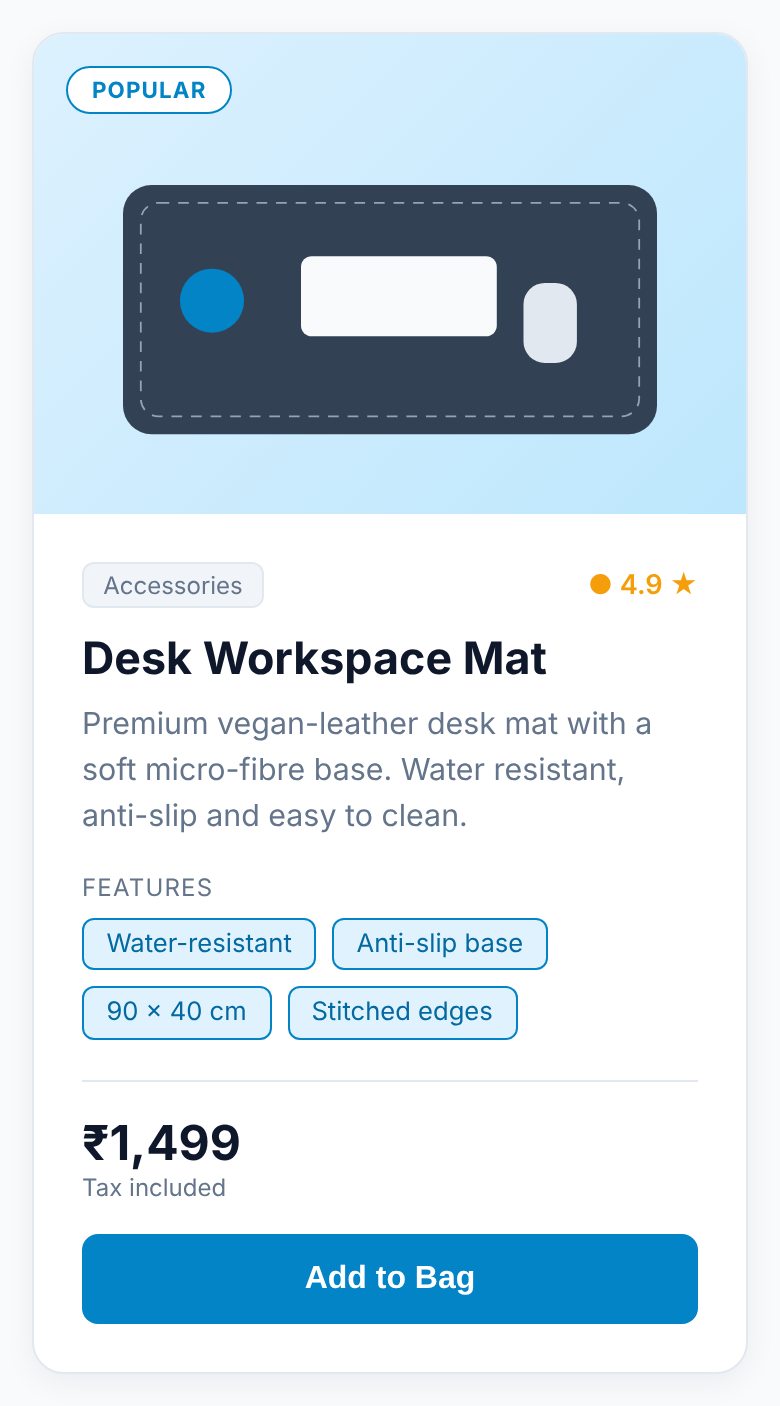 POPULAR
Accessories
4.9 ★
Desk Workspace Mat
Premium vegan-leather desk mat with a
soft micro-fibre base. Water resistant,
anti-slip and easy to clean.
FEATURES
Water-resistant
Anti-slip base
90 × 40 cm
Stitched edges
₹1,499
Tax included
Add to Bag